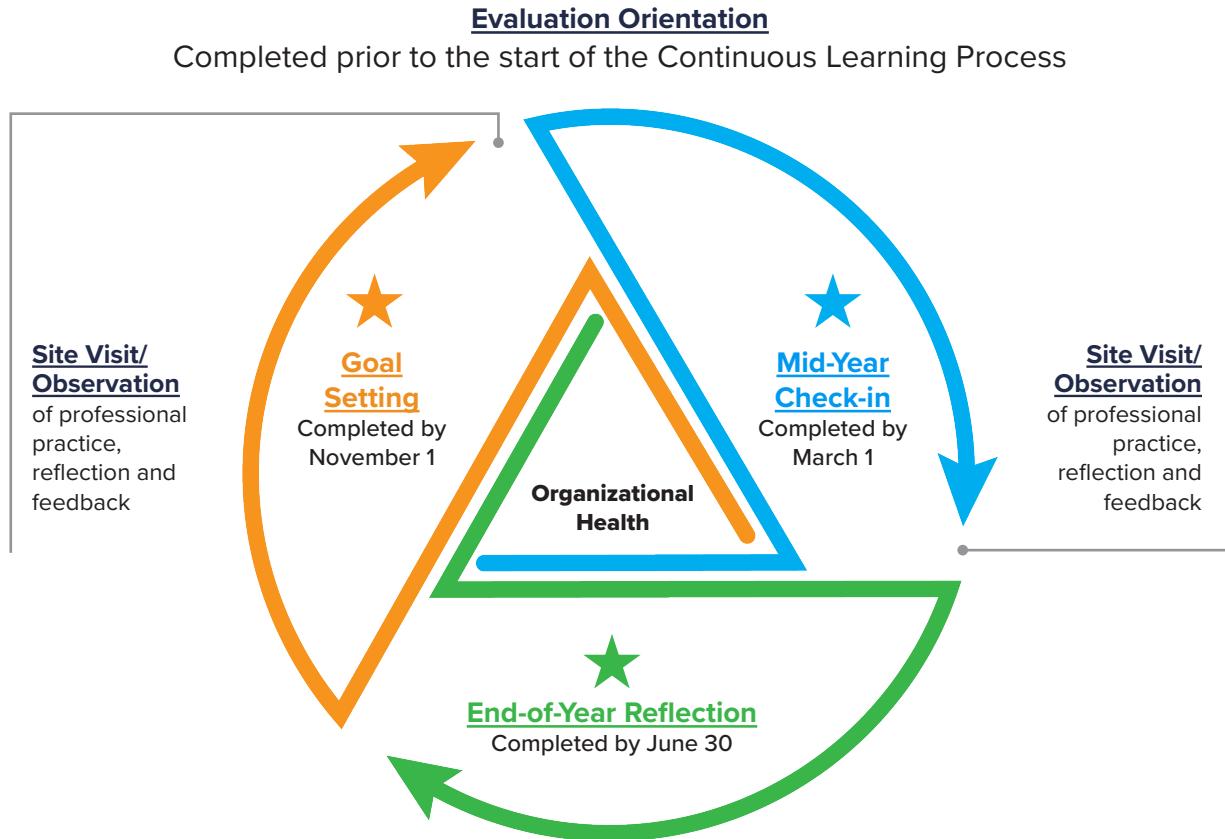 Evaluation Orientation
Completed prior to the start of the Continuous Learning Process
Site Visit/
Observation
of professional
practice,
reflection and
feedback
Goal
Setting
Completed by
November 1
Mid-Year
Check-in
Completed by
March 1
Site Visit/
Observation
of professional
practice,
reflection and
feedback
Organizational
Health
End-of-Year Reflection
Completed by June 30